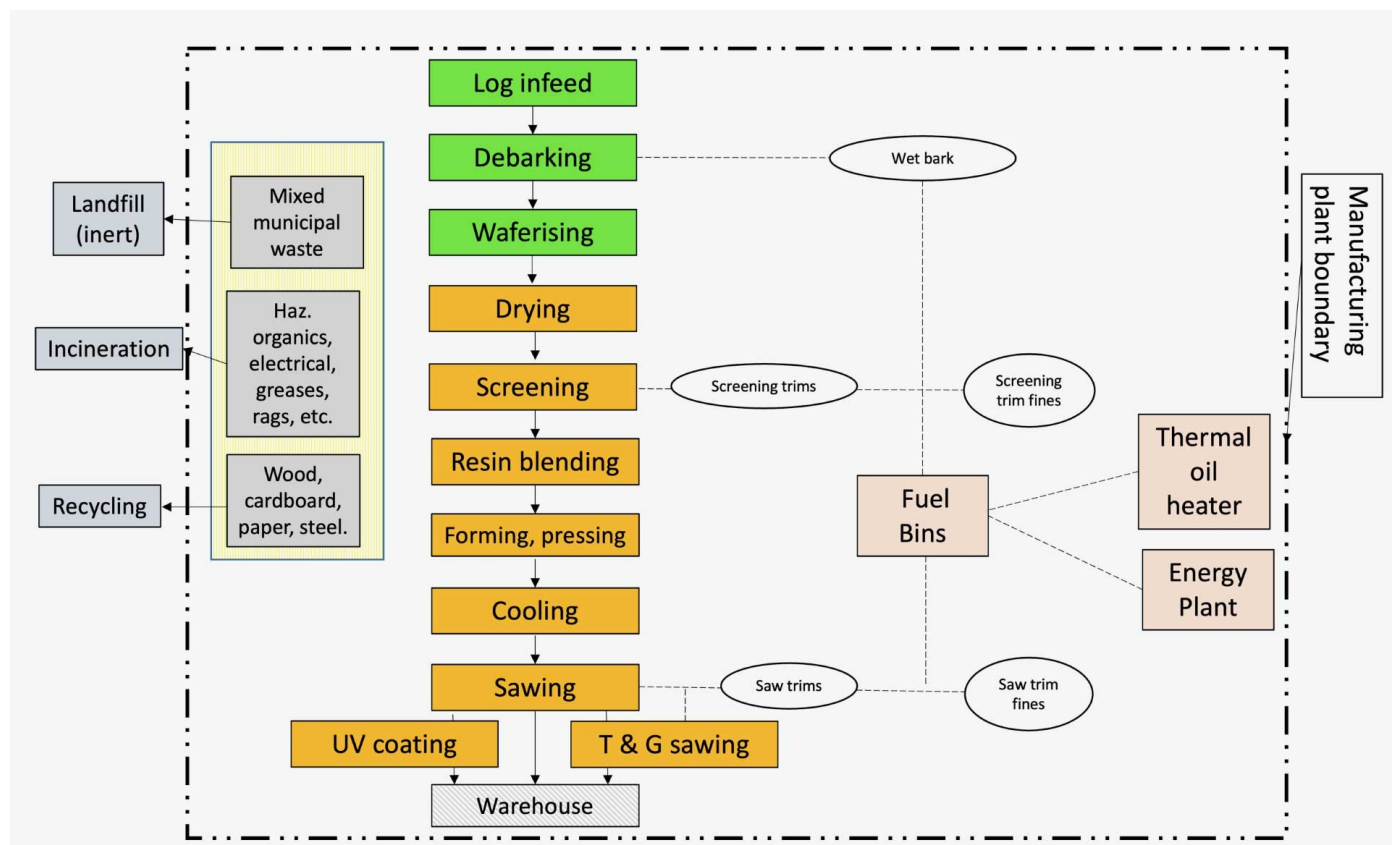 Log infeed
Debarking
Waferising
Drying
Screening
Resin blending
Forming, pressing
Cooling
Sawing
UV coating
T & G sawing
Warehouse
Landfill
(inert)
Incineration
Recycling
Mixed
municipal
waste
Haz.
organics,
electrical,
greases,
rags, etc.
Wood,
cardboard,
paper, steel.
Wet bark
Screening trims
Screening
trim fines
Fuel
Bins
Thermal
oil
heater
Energy
Plant
Saw trims
Saw trim
fines
Manufacturing
plant boundary